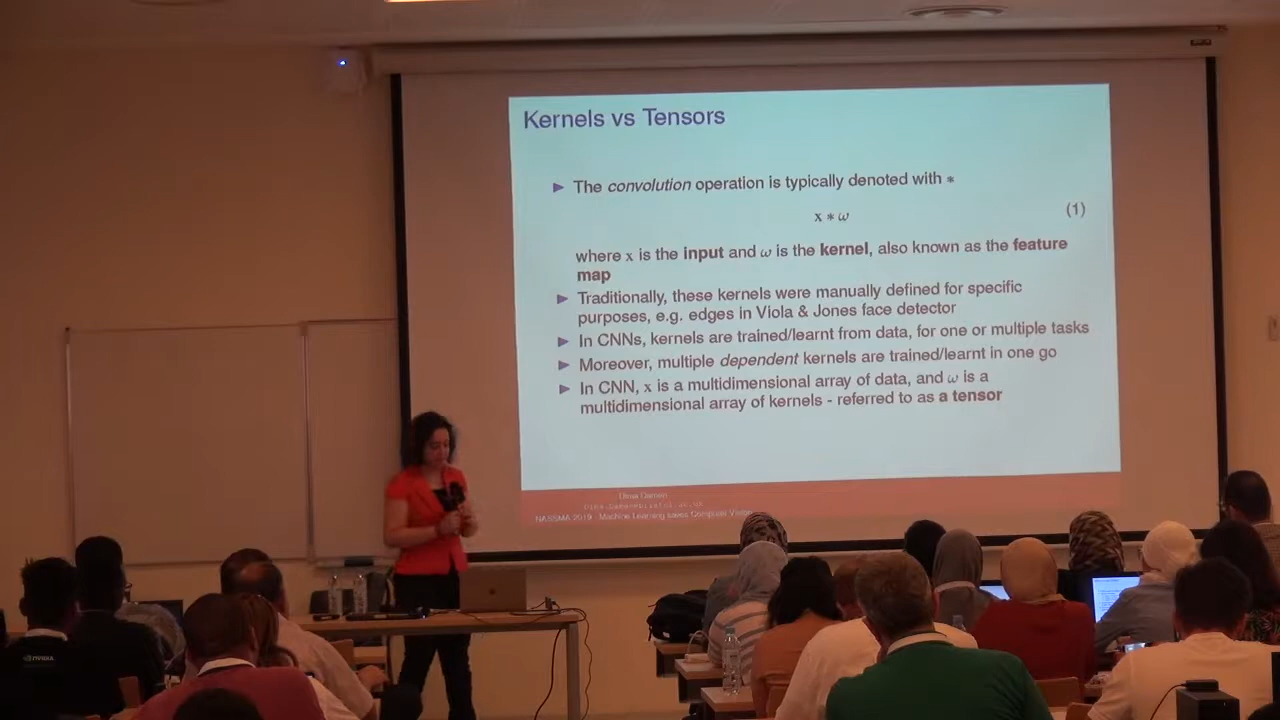 Kernels vs Tensors
► The convolution operation is typically denoted with *
x * ω (1)
where x is the input and ω is the kernel, also known as the feature
map
► Traditionally, these kernels were manually defined for specific
purposes, e.g. edges in Viola & Jones face detector
► In CNNs, kernels are trained/learnt from data, for one or multiple tasks
► Moreover, multiple dependent kernels are trained/learnt in one go
► In CNN, x is a multidimensional array of data, and ω is a
multidimensional array of kernels - referred to as a tensor
Dima Damen
NASSMA 2019 - Machine Learning saves Computer Vision
NVIDIA